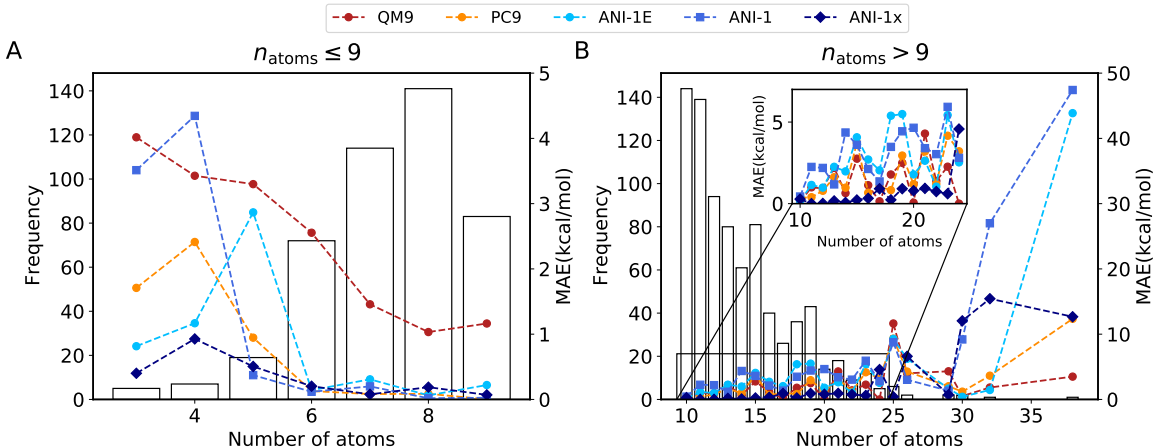 QM9 PC9 ANI-1E ANI-1 ANI-1x
A
n_atoms ≤ 9
Frequency
140
120
100
80
60
40
20
0
4 6 8
Number of atoms
5
4
3
2
1
0
MAE(kcal/mol)
B
n_atoms > 9
Frequency
140
120
100
80
60
40
20
0
10 15 20 25 30 35
Number of atoms
50
40
30
20
10
0
MAE(kcal/mol)
MAE(kcal/mol)
5
0
10 20
Number of atoms